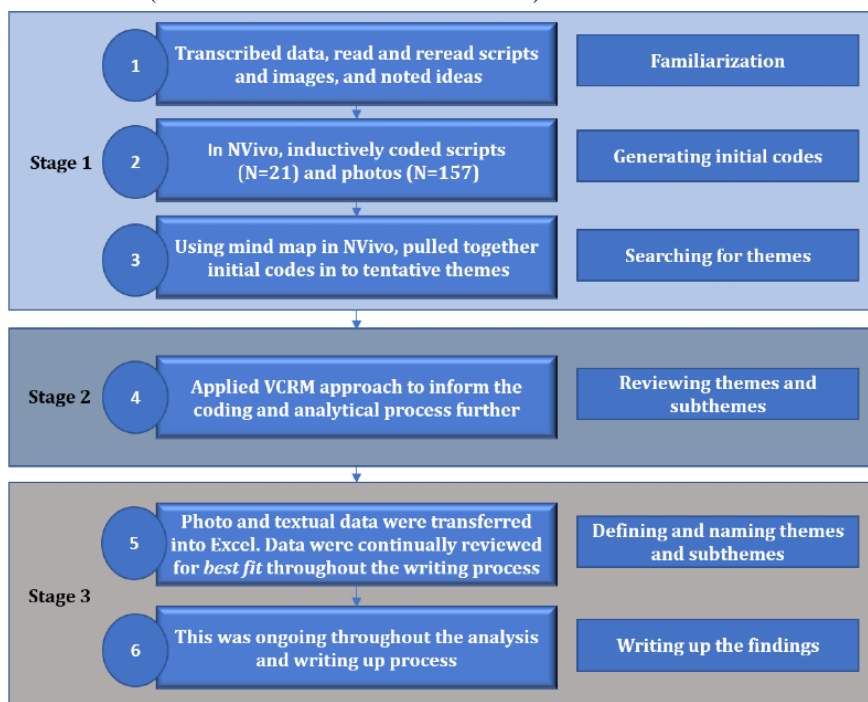 1
Transcribed data, read and reread scripts
and images, and noted ideas
Familiarization
Stage 1
2
In NVivo, inductively coded scripts
(N=21) and photos (N=157)
Generating initial codes
3
Using mind map in NVivo, pulled together
initial codes in to tentative themes
Searching for themes
Stage 2
4
Applied VCRM approach to inform the
coding and analytical process further
Reviewing themes and
subthemes
Stage 3
5
Photo and textual data were transferred
into Excel. Data were continually reviewed
for best fit throughout the writing process
Defining and naming themes
and subthemes
6
This was ongoing throughout the analysis
and writing up process
Writing up the findings